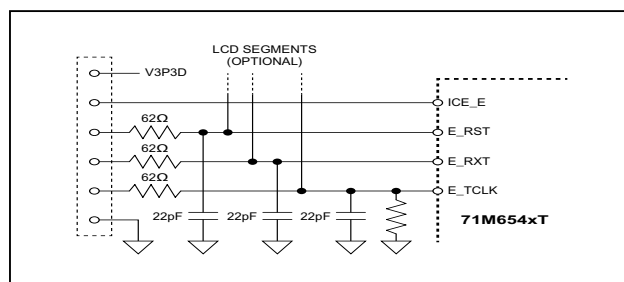 LCD SEGMENTS
(OPTIONAL)
V3P3D
ICE_E
62Ω
E_RST
62Ω
E_RXT
62Ω
E_TCLK
22pF
22pF
22pF
71M654xT